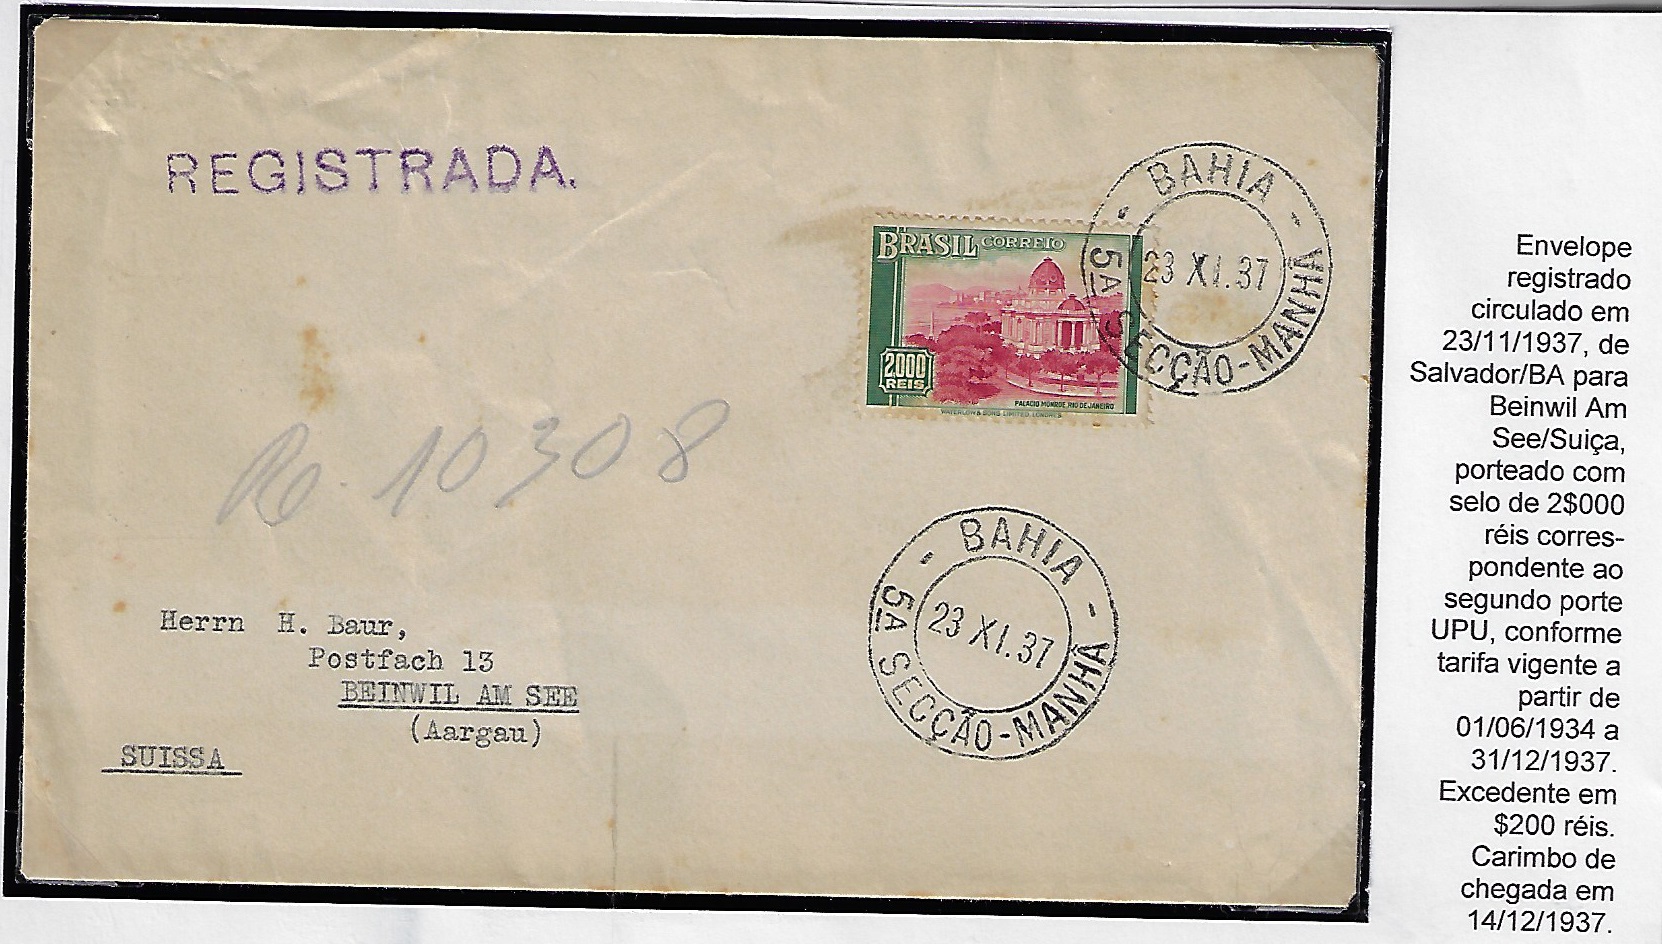 REGISTRADA.
BRASIL CORREIO
2.000
REIS
PALACIO MONROE RIO DE JANEIRO
WATERLOW & SONS LIMITED, LONDRES.
- BAHIA -
23 XI.37
5A SECÇÃO-MANHÃ
R. 10308
- BAHIA -
23 XI.37
5A SECÇÃO-MANHÃ
Herrn H. Baur,
Postfach 13
BEINWIL AM SEE
(Aargau)
SUISSA
Envelope
registrado
circulado em
23/11/1937, de
Salvador/BA para
Beinwil Am
See/Suiça,
porteado com
selo de 2$000
réis corres-
pondente ao
segundo porte
UPU, conforme
tarifa vigente a
partir de
01/06/1934 a
31/12/1937.
Excedente em
$200 réis.
Carimbo de
chegada em
14/12/1937.